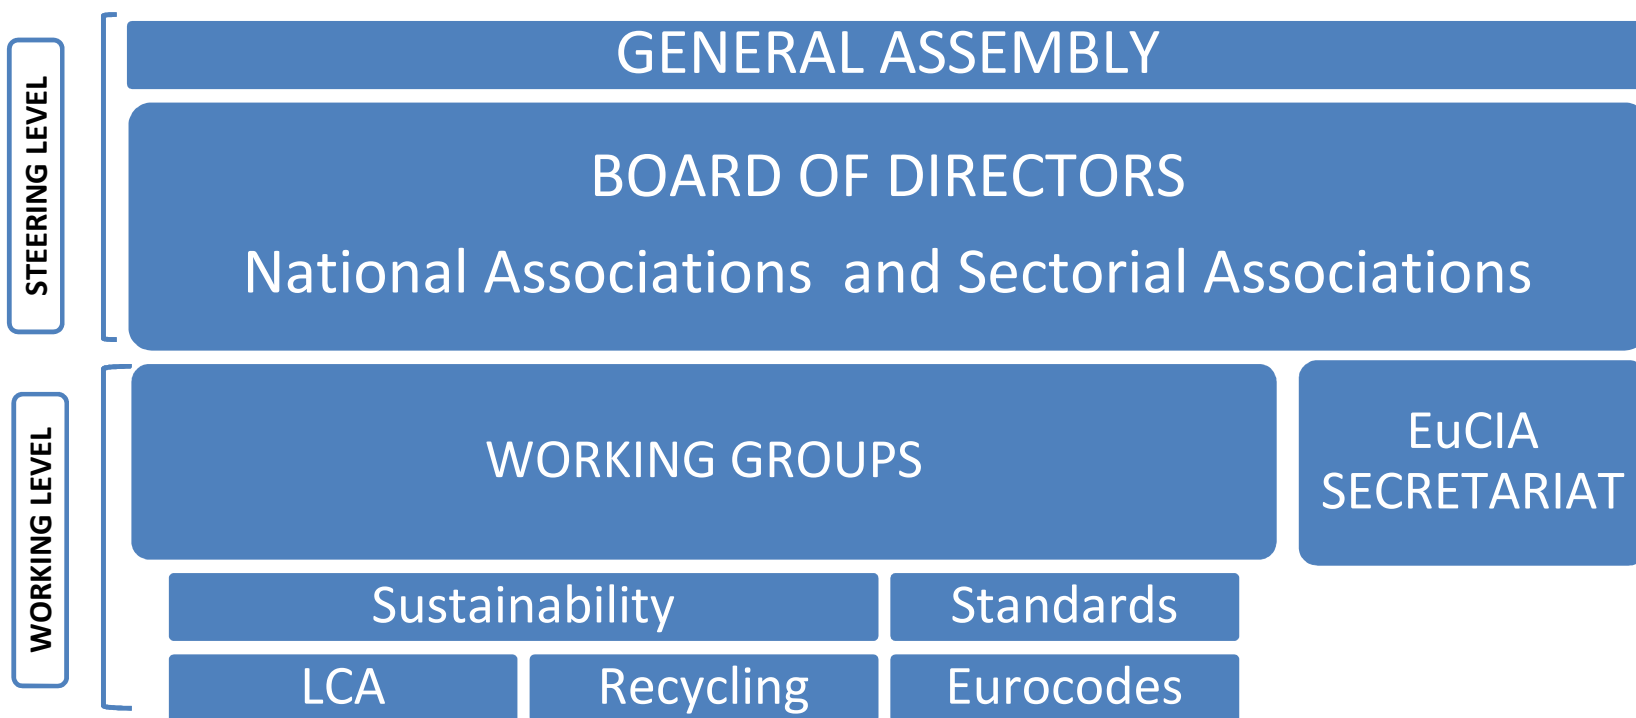 GENERAL ASSEMBLY
STEERING LEVEL
BOARD OF DIRECTORS
National Associations and Sectorial Associations
WORKING LEVEL
WORKING GROUPS
EuCIA
SECRETARIAT
Sustainability
Standards
LCA
Recycling
Eurocodes